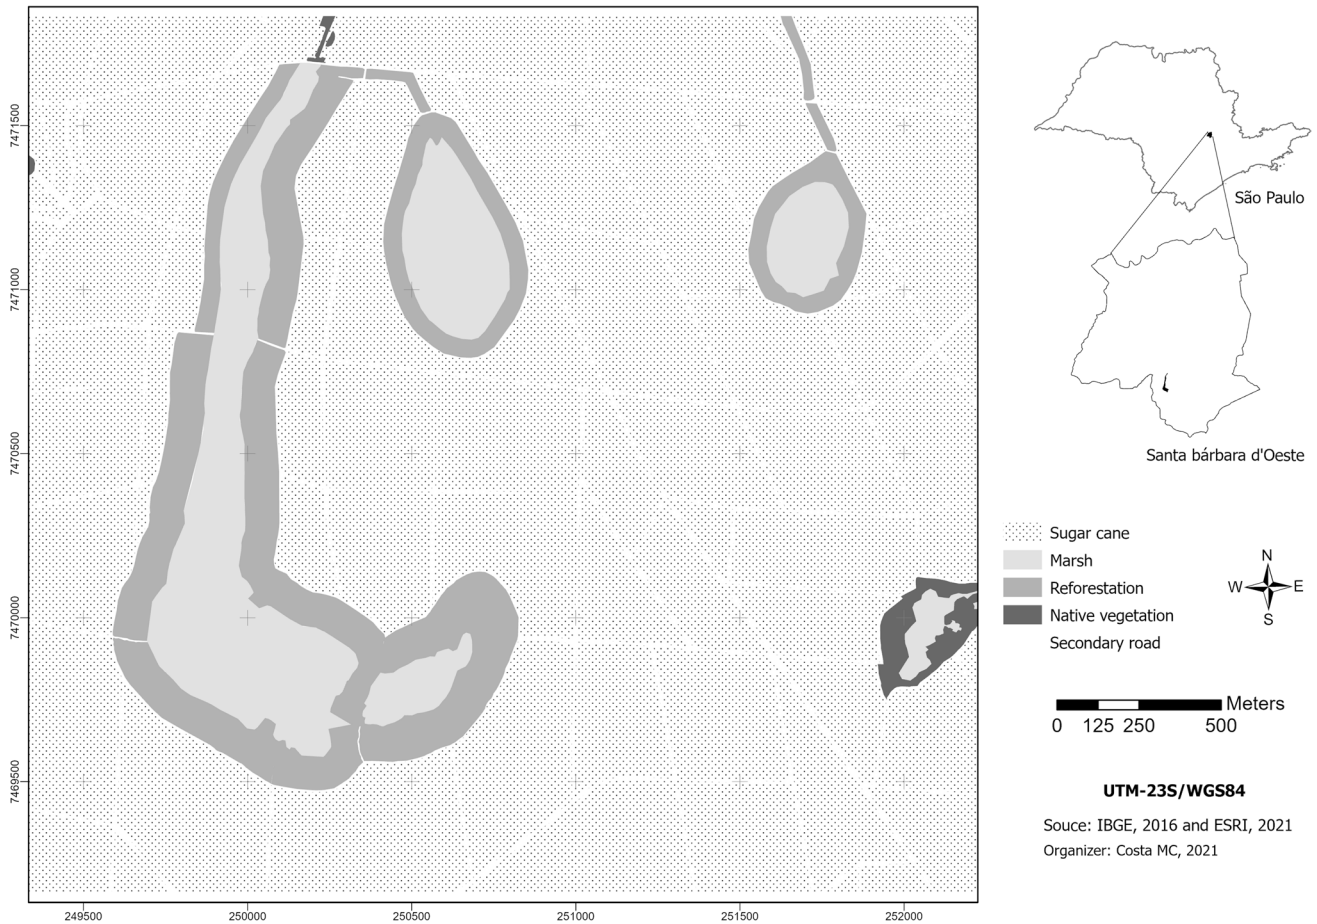 7471500
7471000
7470500
7470000
7469500
249500
250000
250500
251000
251500
252000
São Paulo
Santa bárbara d'Oeste
Sugar cane
Marsh
Reforestation
Native vegetation
Secondary road
N
W E
S
Meters
0 125 250 500
UTM-23S/WGS84
Souce: IBGE, 2016 and ESRI, 2021
Organizer: Costa MC, 2021